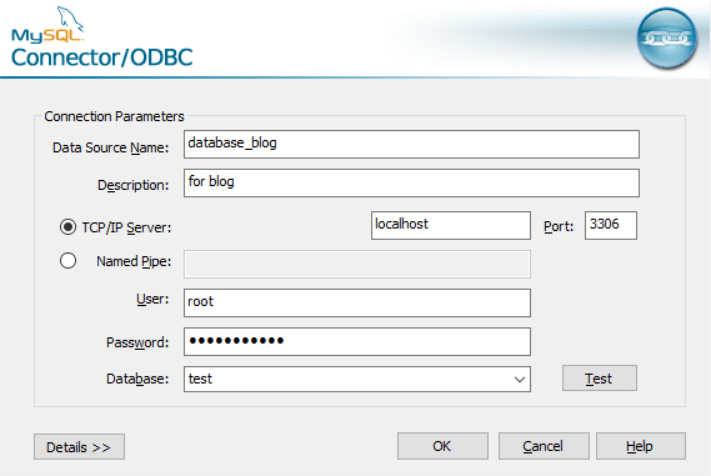 MySQL
Connector/ODBC
Connection Parameters
Data Source Name: database_blog
Description: for blog
TCP/IP Server: localhost Port: 3306
Named Pipe:
User: root
Password: •••••••••••
Database: test Test
Details >> OK Cancel Help